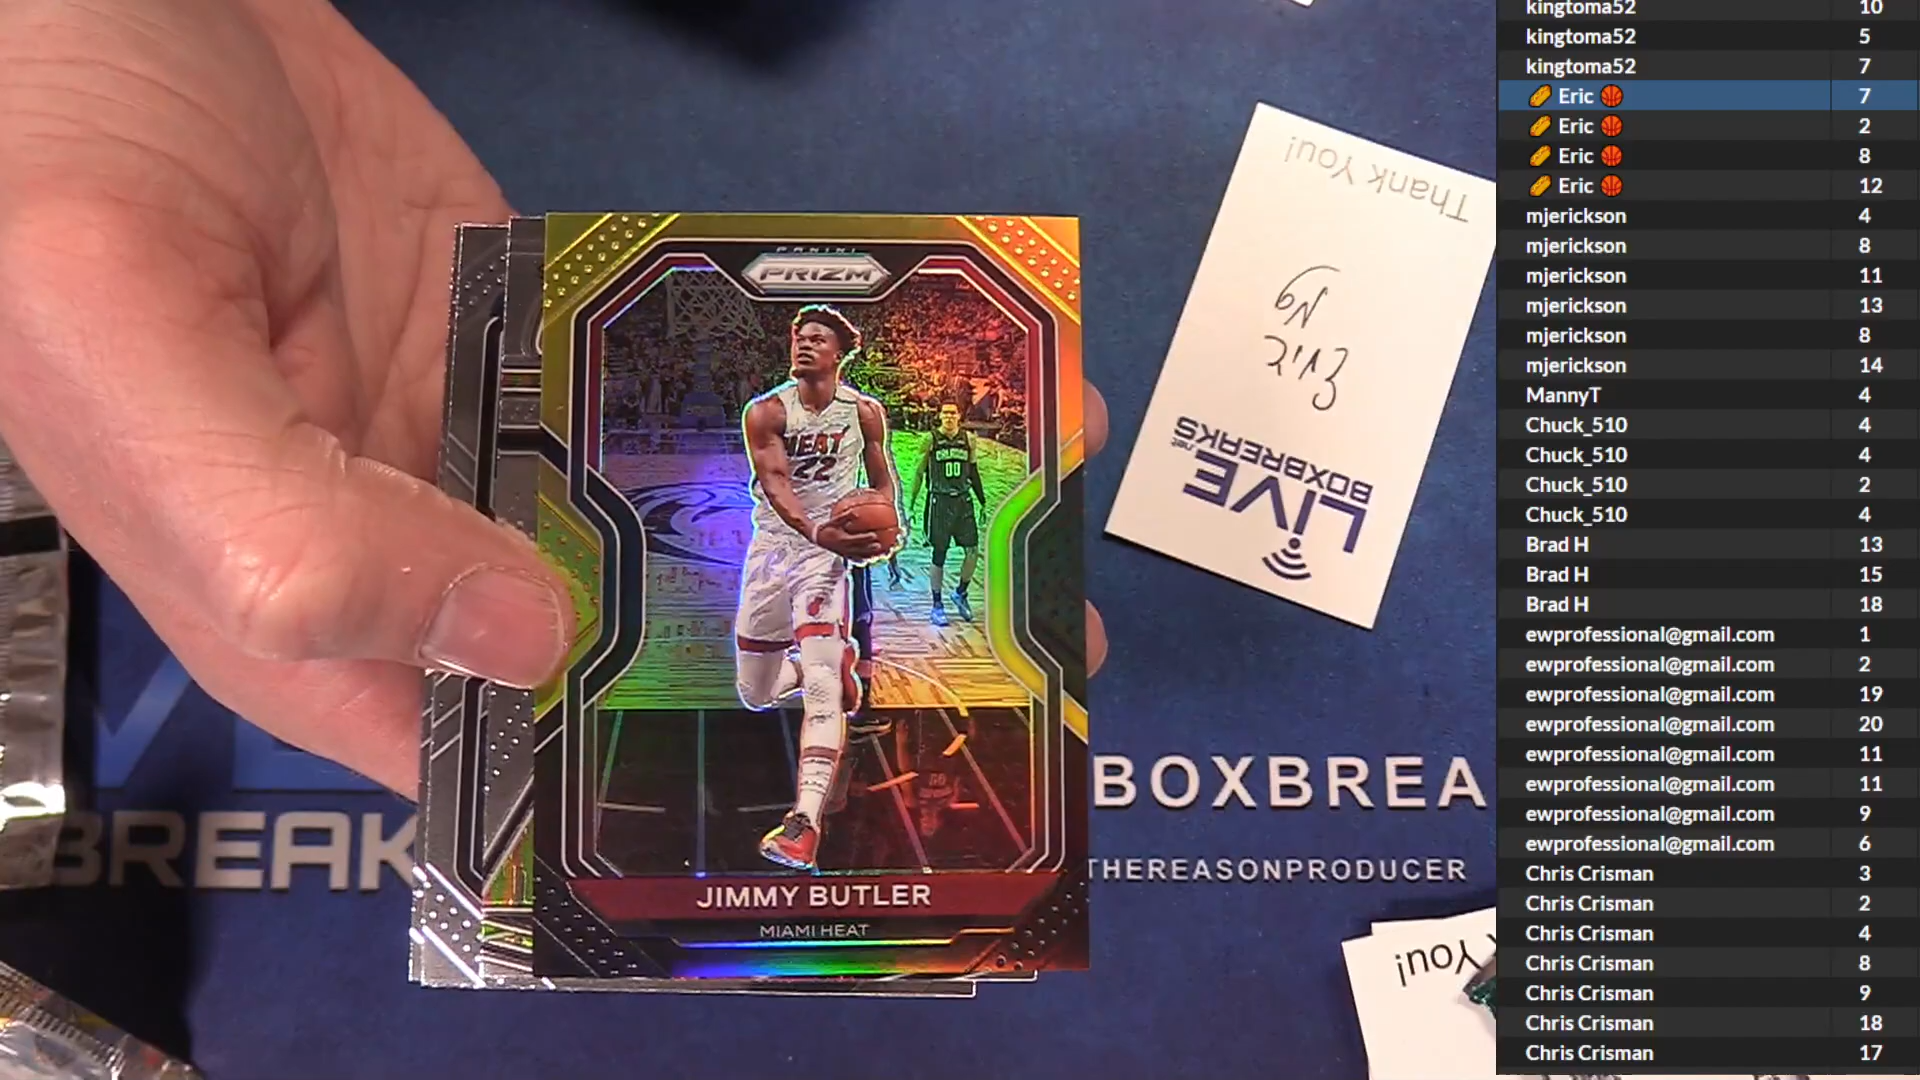 PANINI
PRIZM
HEAT
22
ORLANDO
00
JIMMY BUTLER
MIAMI HEAT
Thank You!
LiVE
BOXBREAKS
.net
BREAK
BOXBREA
THEREASONPRODUCER
You!
kingtoma52 10
kingtoma52 5
kingtoma52 7
Eric 7
Eric 2
Eric 8
Eric 12
mjerickson 4
mjerickson 8
mjerickson 11
mjerickson 13
mjerickson 8
mjerickson 14
MannyT 4
Chuck_510 4
Chuck_510 4
Chuck_510 2
Chuck_510 4
Brad H 13
Brad H 15
Brad H 18
ewprofessional@gmail.com 1
ewprofessional@gmail.com 2
ewprofessional@gmail.com 19
ewprofessional@gmail.com 20
ewprofessional@gmail.com 11
ewprofessional@gmail.com 11
ewprofessional@gmail.com 9
ewprofessional@gmail.com 6
Chris Crisman 3
Chris Crisman 2
Chris Crisman 4
Chris Crisman 8
Chris Crisman 9
Chris Crisman 18
Chris Crisman 17